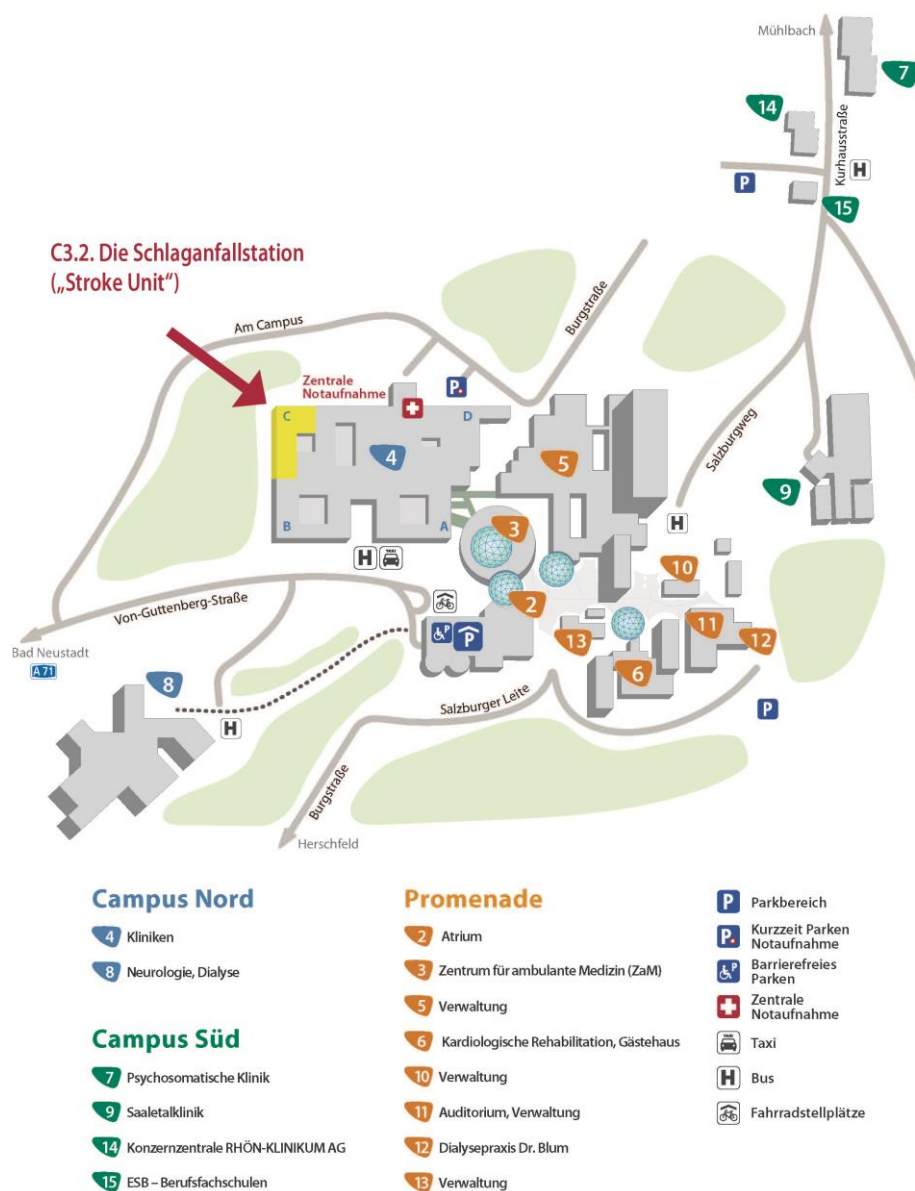 Mühlbach
7
14
Kurhausstraße
H
P
15
C3.2. Die Schlaganfallstation
(„Stroke Unit“)
Am Campus
Burgstraße
Zentrale
Notaufnahme
P
C
D
4
5
Salzburgweg
9
B
A
3
H
TAXI
H
10
Von-Guttenberg-Straße
2
P
P
13
11
12
6
Bad Neustadt
A 71
8
H
Salzburger Leite
P
Burgstraße
Herschfeld
Campus Nord
4 Kliniken
8 Neurologie, Dialyse
Campus Süd
7 Psychosomatische Klinik
9 Saaletalklinik
14 Konzernzentrale RHÖN-KLINIKUM AG
15 ESB – Berufsfachschulen
Promenade
2 Atrium
3 Zentrum für ambulante Medizin (ZaM)
5 Verwaltung
6 Kardiologische Rehabilitation, Gästehaus
10 Verwaltung
11 Auditorium, Verwaltung
12 Dialysepraxis Dr. Blum
13 Verwaltung
P Parkbereich
P Kurzzeit Parken
Notaufnahme
P Barrierefreies
Parken
Zentrale
Notaufnahme
TAXI Taxi
H Bus
Fahrradstellplätze